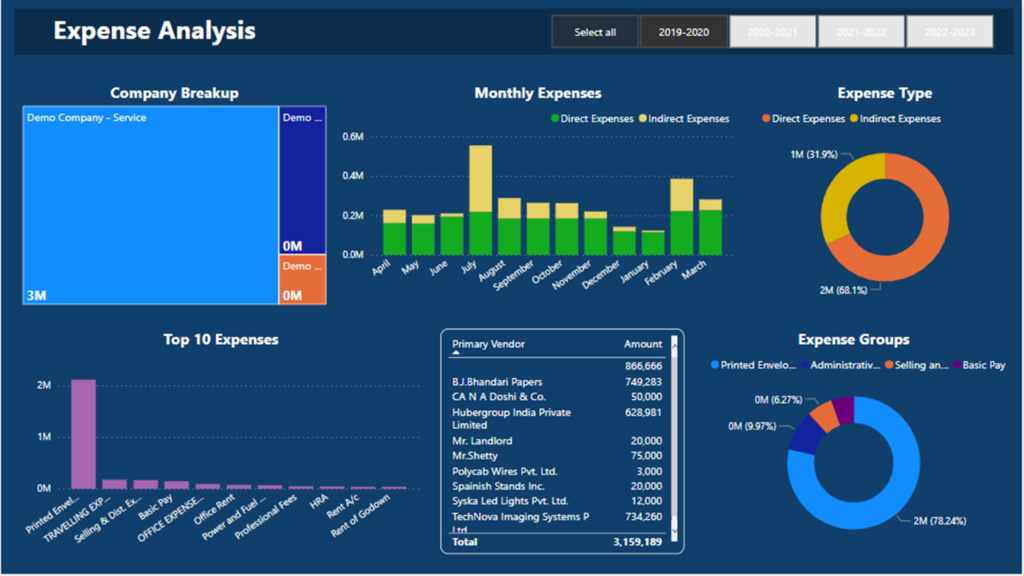 Expense Analysis
Select all
2019-2020
2020-2021
2021-2022
2022-2023
Company Breakup
Demo Company - Service
3M
Demo ...
0M
Demo ...
0M
Monthly Expenses
Direct Expenses
Indirect Expenses
0.6M
0.4M
0.2M
0.0M
April
May
June
July
August
September
October
November
December
January
February
March
Expense Type
Direct Expenses
Indirect Expenses
1M (31.9%)
2M (68.1%)
Top 10 Expenses
2M
1M
0M
Printed Envel...
TRAVELLING EXP...
Selling & Dist. Ex...
Basic Pay
OFFICE EXPENSE...
Office Rent
Power and Fuel ...
Professional Fees
HRA
Rent A/c
Rent of Godown
Primary Vendor Amount
866,666
B.J.Bhandari Papers 749,283
CA N A Doshi & Co. 50,000
Hubergroup India Private 628,981
Limited
Mr. Landlord 20,000
Mr.Shetty 75,000
Polycab Wires Pvt. Ltd. 3,000
Spainish Stands Inc. 20,000
Syska Led Lights Pvt. Ltd. 12,000
TechNova Imaging Systems P 734,260
Ltd
Total 3,159,189
Expense Groups
Printed Envelo...
Administrativ...
Selling an...
Basic Pay
0M (6.27%)
0M (9.97%)
2M (78.24%)